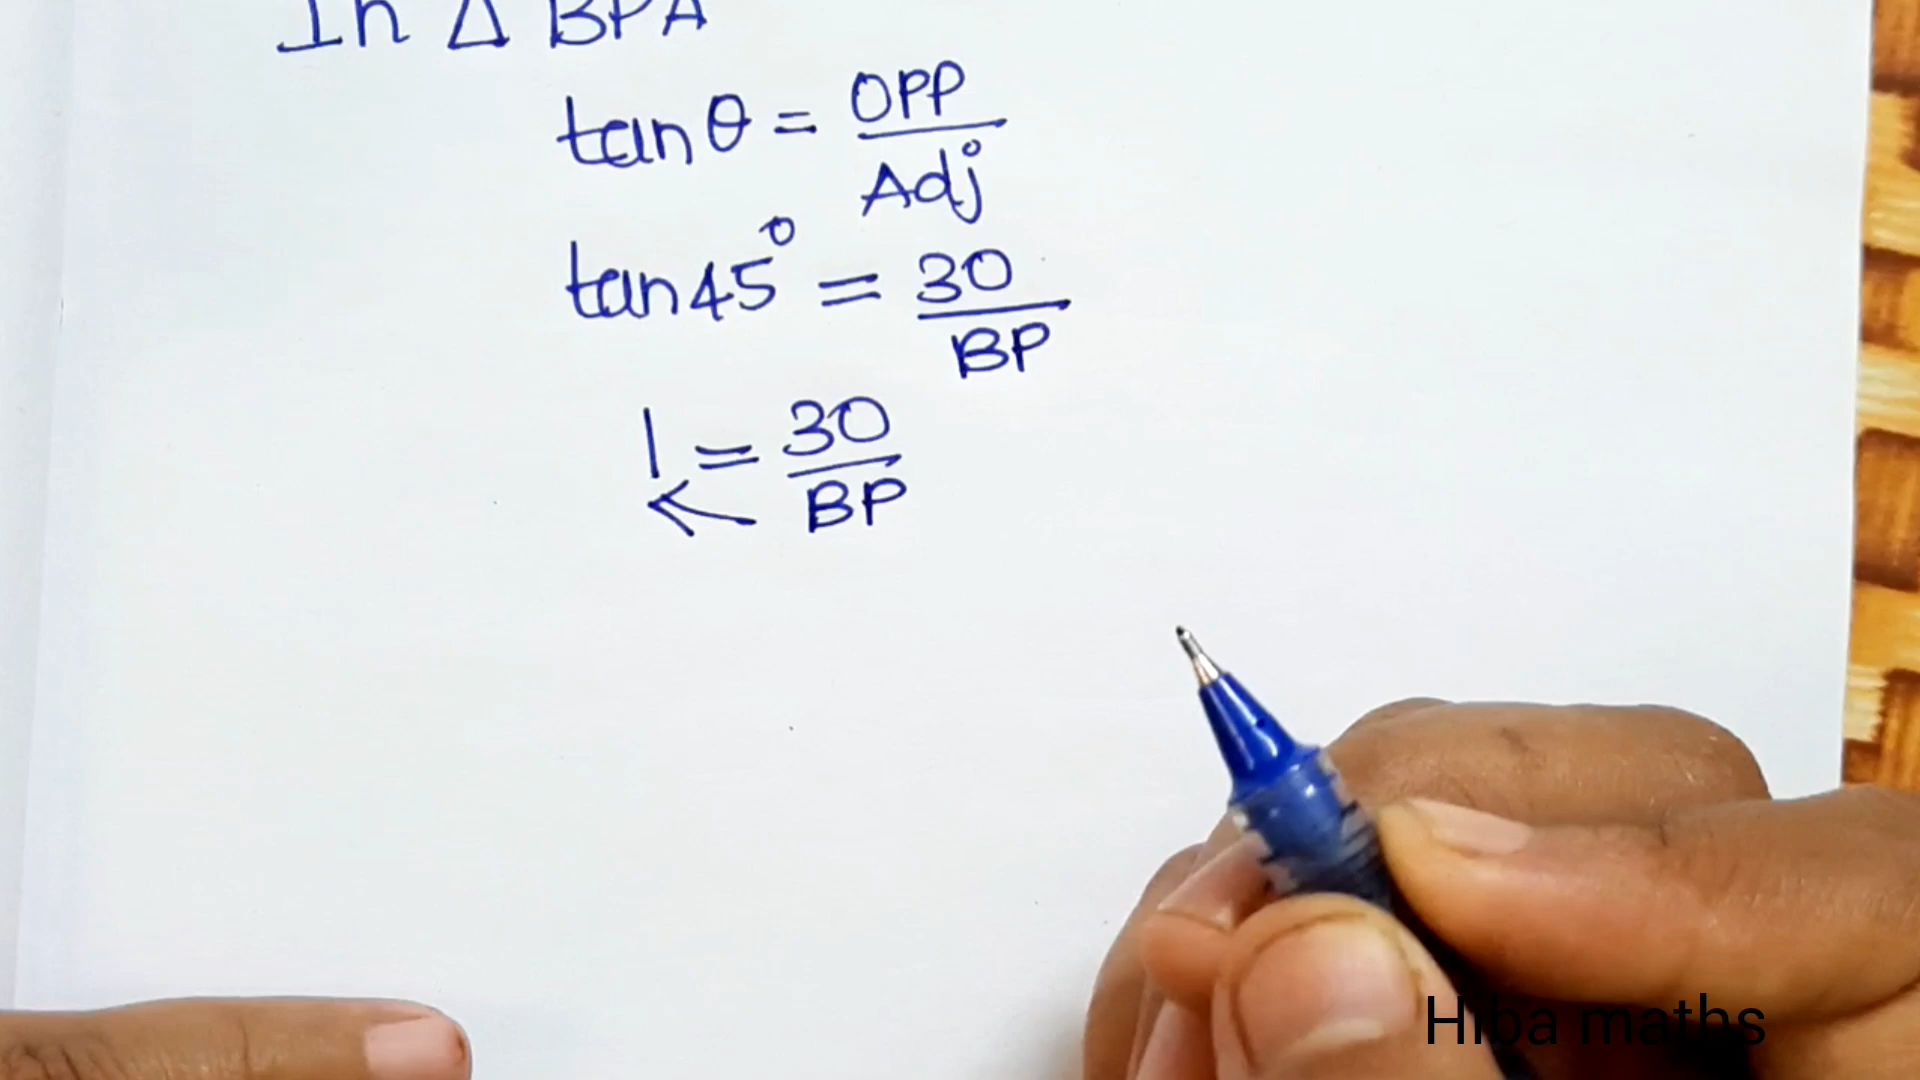 In Δ BPA
tanθ = OPP/Adj
tan45° = 30/BP
1 = 30/BP
←
Hiba maths